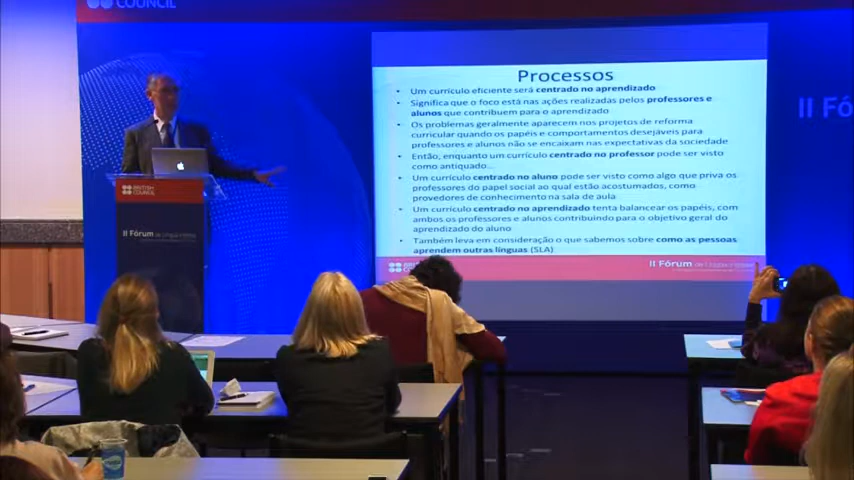 COUNCIL
Processos
• Um currículo eficiente será centrado no aprendizado
• Significa que o foco está nas ações realizadas pelos professores e
alunos que contribuem para o aprendizado
• Os problemas geralmente aparecem nos projetos de reforma
curricular quando os papéis e comportamentos desejáveis para
professores e alunos não se encaixam nas expectativas da sociedade
• Então, enquanto um currículo centrado no professor pode ser visto
como antiquado...
• Um currículo centrado no aluno pode ser visto como algo que priva os
professores do papel social ao qual estão acostumados, como
provedores de conhecimento na sala de aula
• Um currículo centrado no aprendizado tenta balancear os papéis, com
ambos os professores e alunos contribuindo para o objetivo geral do
aprendizado do aluno
• Também leva em consideração o que sabemos sobre como as pessoas
aprendem outras línguas (SLA)
II Fórum de Língua
II Fó
BRITISH
COUNCIL
II Fórum de Língua